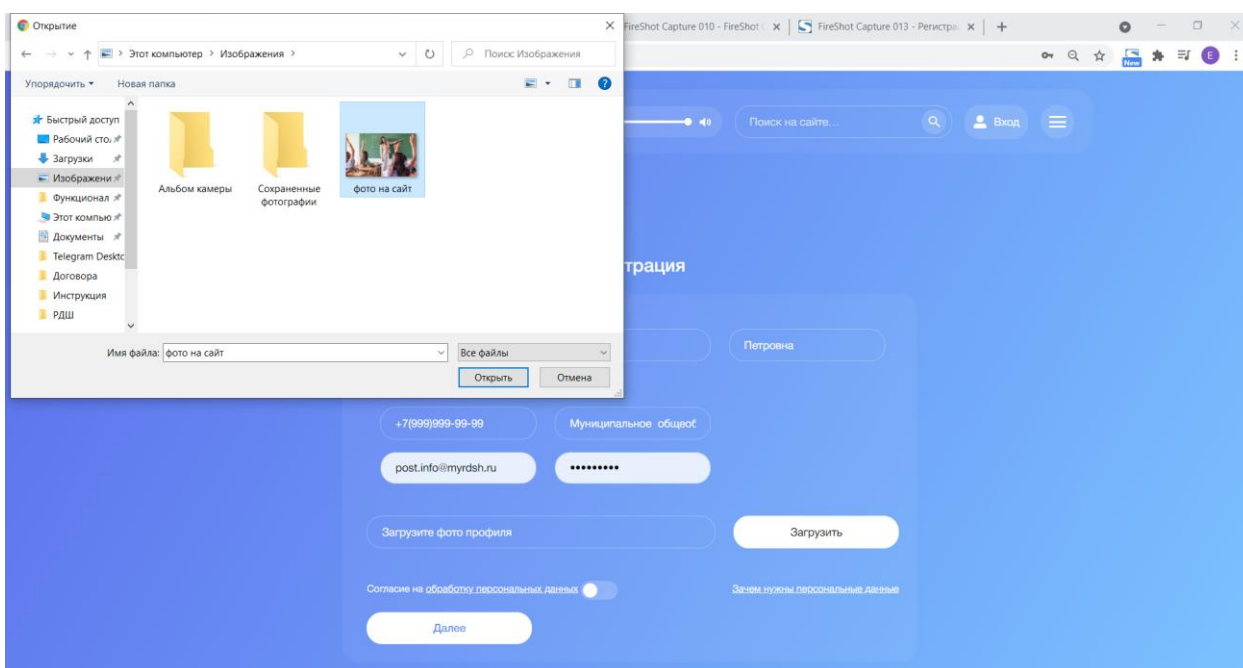 Открытие
FireShot Capture 010 - FireShot C
FireShot Capture 013 - Регистрац
Этот компьютер > Изображения >
Поиск: Изображения
New
E
Упорядочить
Новая папка
Быстрый доступ
Рабочий сто.
Загрузки
Изображени
Функционал
Этот компью
Документы
Telegram Deskto
Договора
Инструкция
РДШ
Альбом камеры
Сохраненные
фотографии
фото на сайт
Имя файла: фото на сайт
Все файлы
Открыть
Отмена
Поиск на сайте...
Вход
трация
Петровна
+7(999)999-99-99
Муниципальное общеоб
post.info@myrdsh.ru
•••••••••
Загрузите фото профиля
Загрузить
Согласие на обработку персональных данных
Зачем нужны персональные данные
Далее